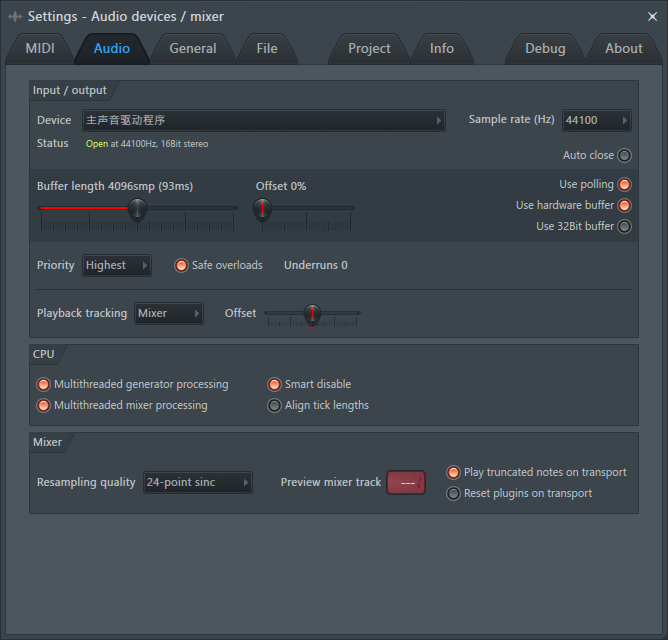 Settings - Audio devices / mixer
MIDI Audio General File Project Info Debug About
Input / output
Device 主声音驱动程序 Sample rate (Hz) 44100
Status Open at 44100Hz, 16Bit stereo
Auto close
Buffer length 4096smp (93ms) Offset 0% Use polling
Use hardware buffer
Use 32Bit buffer
Priority Highest Safe overloads Underruns 0
Playback tracking Mixer Offset
CPU
Multithreaded generator processing Smart disable
Multithreaded mixer processing Align tick lengths
Mixer
Resampling quality 24-point sinc Preview mixer track --- Play truncated notes on transport
Reset plugins on transport